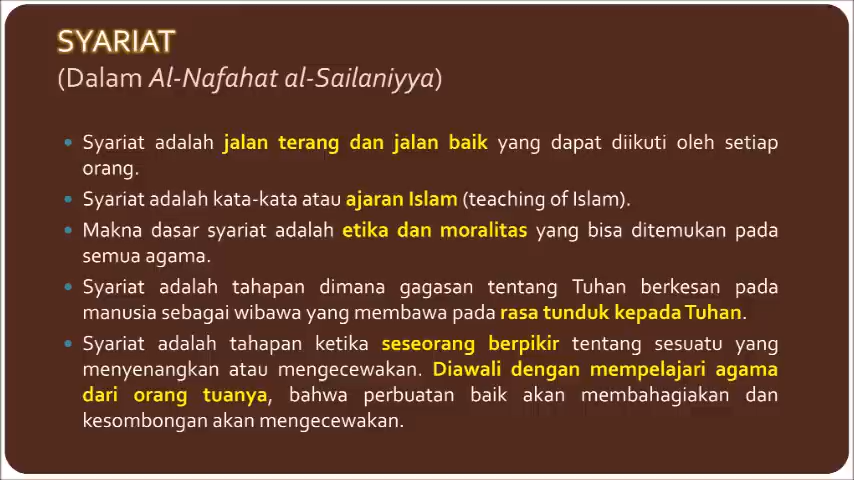 SYARIAT
(Dalam Al-Nafahat al-Sailaniyya)
• Syariat adalah jalan terang dan jalan baik yang dapat diikuti oleh setiap
orang.
• Syariat adalah kata-kata atau ajaran Islam (teaching of Islam).
• Makna dasar syariat adalah etika dan moralitas yang bisa ditemukan pada
semua agama.
• Syariat adalah tahapan dimana gagasan tentang Tuhan berkesan pada
manusia sebagai wibawa yang membawa pada rasa tunduk kepada Tuhan.
• Syariat adalah tahapan ketika seseorang berpikir tentang sesuatu yang
menyenangkan atau mengecewakan. Diawali dengan mempelajari agama
dari orang tuanya, bahwa perbuatan baik akan membahagiakan dan
kesombongan akan mengecewakan.